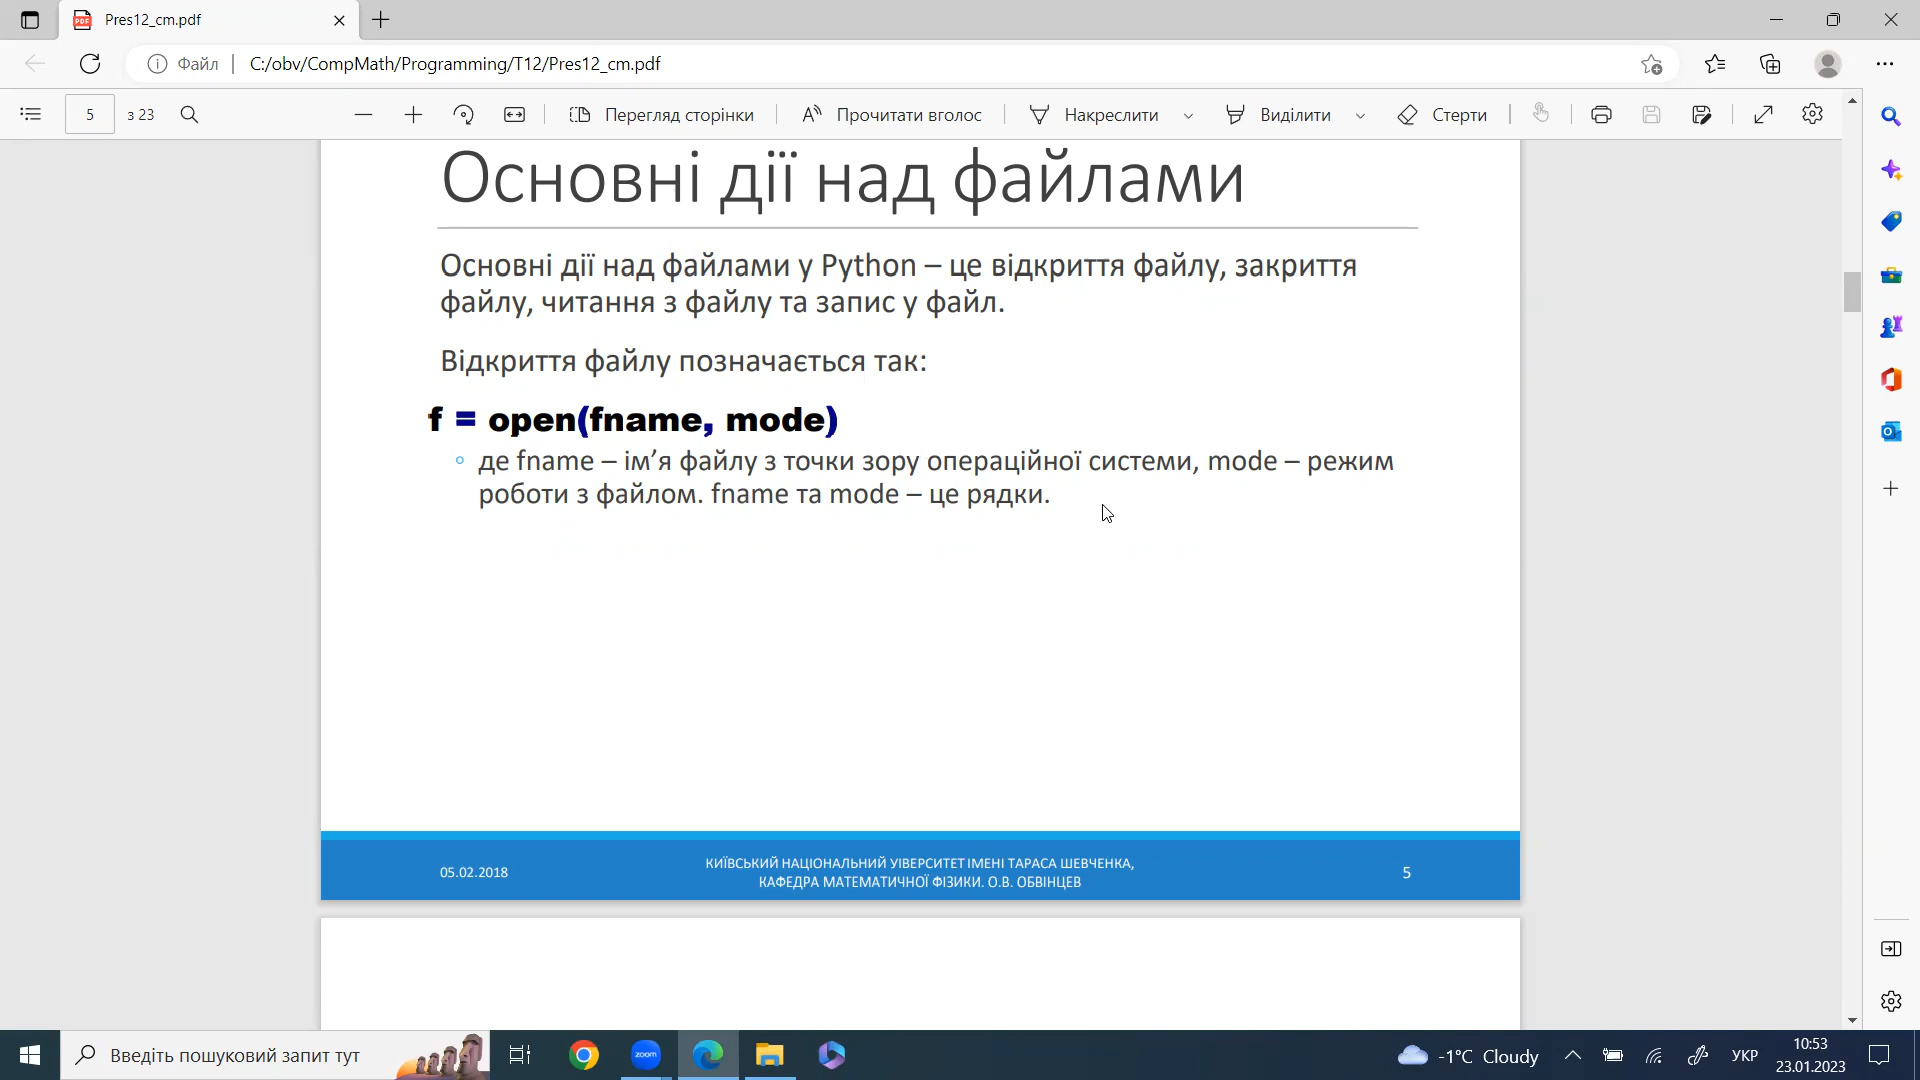 Pres12_cm.pdf
Файл
C:/obv/CompMath/Programming/T12/Pres12_cm.pdf
5
з 23
Перегляд сторінки
Прочитати вголос
Накреслити
Виділити
Стерти
Основні дії над файлами
Основні дії над файлами у Python – це відкриття файлу, закриття
файлу, читання з файлу та запис у файл.
Відкриття файлу позначається так:
f = open(fname, mode)
де fname – ім’я файлу з точки зору операційної системи, mode – режим
роботи з файлом. fname та mode – це рядки.
05.02.2018
КИЇВСЬКИЙ НАЦІОНАЛЬНИЙ УІВЕРСИТЕТ ІМЕНІ ТАРАСА ШЕВЧЕНКА,
КАФЕДРА МАТЕМАТИЧНОЇ ФІЗИКИ. О.В. ОБВІНЦЕВ
5
Введіть пошуковий запит тут
zoom
-1°C Cloudy
УКР
10:53
23.01.2023